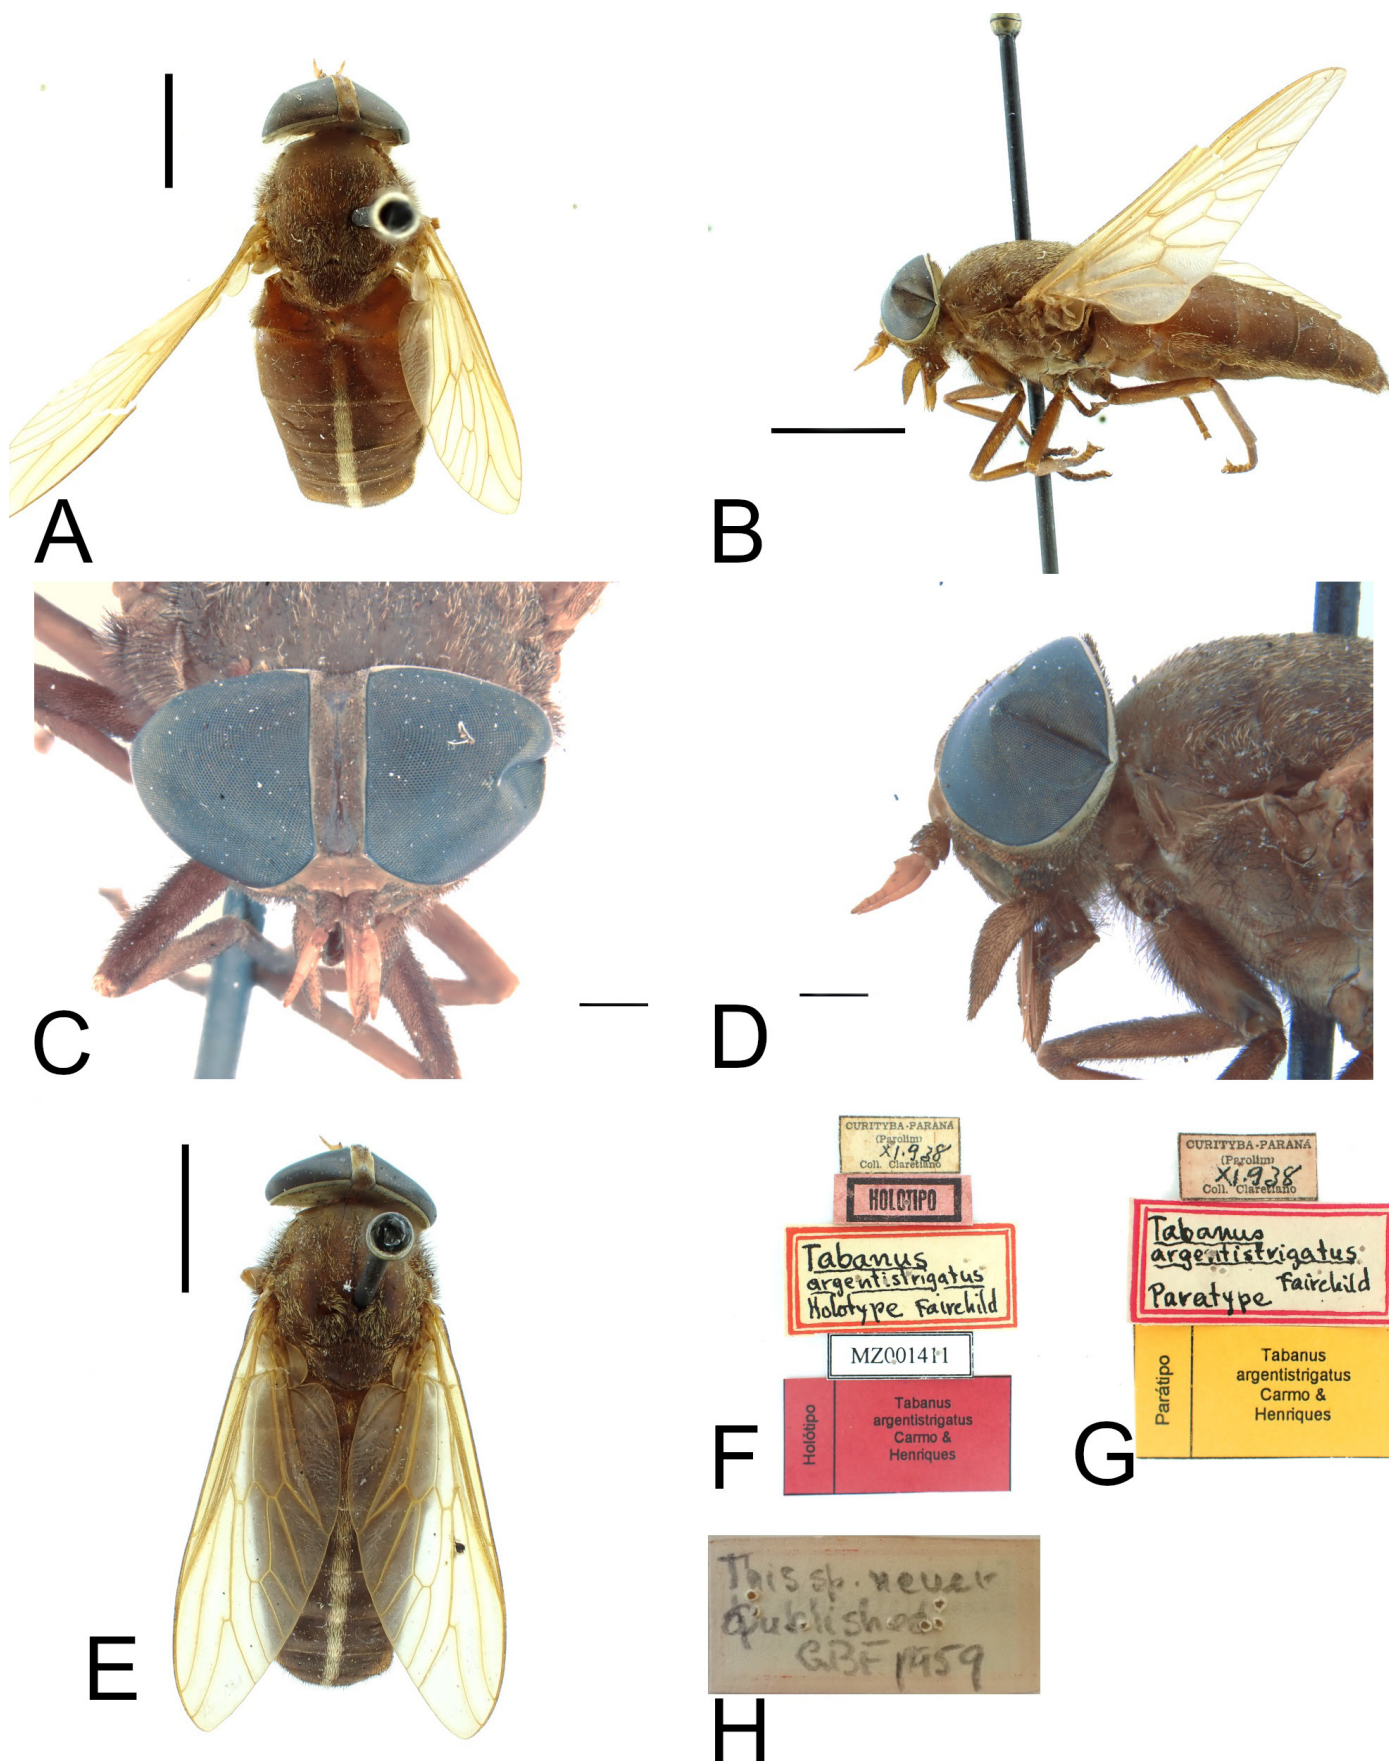 A
B
C
D
E
CURITYBA-PARANÁ
(Parolim)
XI.938
Coll. Claretiano
HOLOTIPO
Tabanus
argentistrigatus
Holotype Fairchild
MZ001411
Holótipo
Tabanus
argentistrigatus
Carmo &
Henriques
F
CURITYBA-PARANÁ
(Parolim)
XI.938
Coll. Claretiano
Tabanus
argentistrigatus
Fairchild
Paratype
Parátipo
Tabanus
argentistrigatus
Carmo &
Henriques
G
This sp. never
published
GBF 1959
H